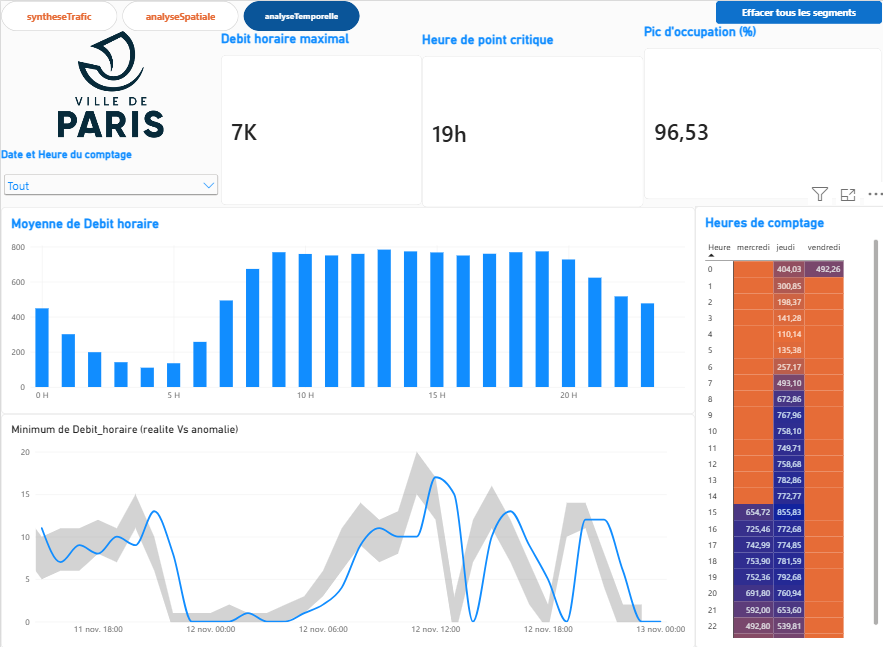 syntheseTrafic analyseSpatiale analyseTemporelle Effacer tous les segments
Debit horaire maximal
Heure de point critique
Pic d'occupation (%)
VILLE DE
PARIS
7K
19h
96,53
Date et Heure du comptage
Tout
Moyenne de Debit horaire
800
600
400
200
0
0 H 5 H 10 H 15 H 20 H
Minimum de Debit_horaire (realite Vs anomalie)
20
15
10
5
0
11 nov. 18:00 12 nov. 00:00 12 nov. 06:00 12 nov. 12:00 12 nov. 18:00 13 nov. 00:00
Heures de comptage
Heure mercredi jeudi vendredi
0 404,03 492,26
1 300,85
2 198,37
3 141,28
4 110,14
5 135,38
6 257,17
7 493,10
8 672,86
9 767,96
10 758,10
11 749,71
12 758,68
13 782,86
14 772,77
15 654,72 855,83
16 725,46 772,68
17 742,99 774,85
18 753,90 781,59
19 752,36 792,68
20 691,80 760,94
21 592,00 653,60
22 492,80 539,81